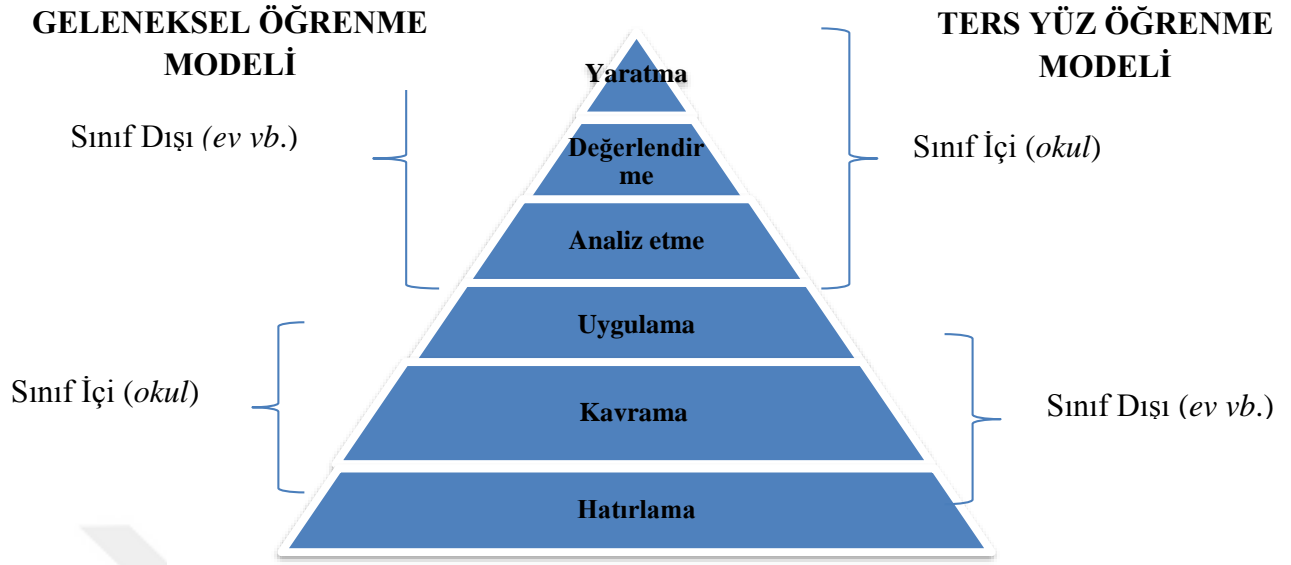 GELENEKSEL ÖĞRENME
MODELİ
TERS YÜZ ÖĞRENME
MODELİ
Yaratma
Sınıf Dışı (ev vb.)
Değerlendir
me
Sınıf İçi (okul)
Analiz etme
Uygulama
Sınıf İçi (okul)
Kavrama
Sınıf Dışı (ev vb.)
Hatırlama